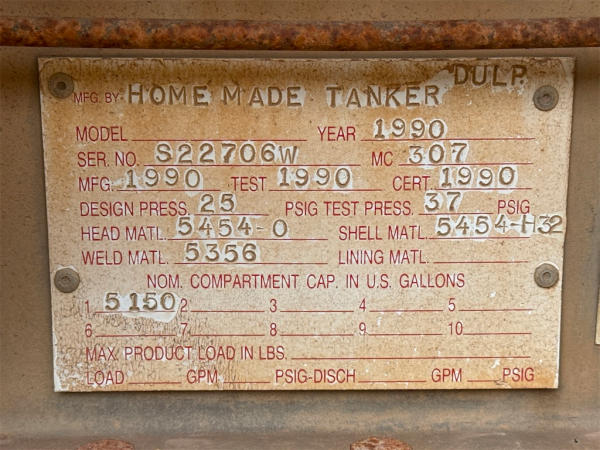 DULP
MFG. BY HOME MADE TANKER
MODEL YEAR 1990
SER. NO. S22706W MC 307
MFG. 1990 TEST 1990 CERT. 1990
DESIGN PRESS. 25 PSIG TEST PRESS. 37 PSIG
HEAD MATL. 5454-O SHELL MATL. 5454-H32
WELD MATL. 5356 LINING MATL.
NOM. COMPARTMENT CAP. IN U.S. GALLONS
1 5150 2 3 4 5
6 7 8 9 10
MAX. PRODUCT LOAD IN LBS.
LOAD GPM PSIG-DISCH GPM PSIG